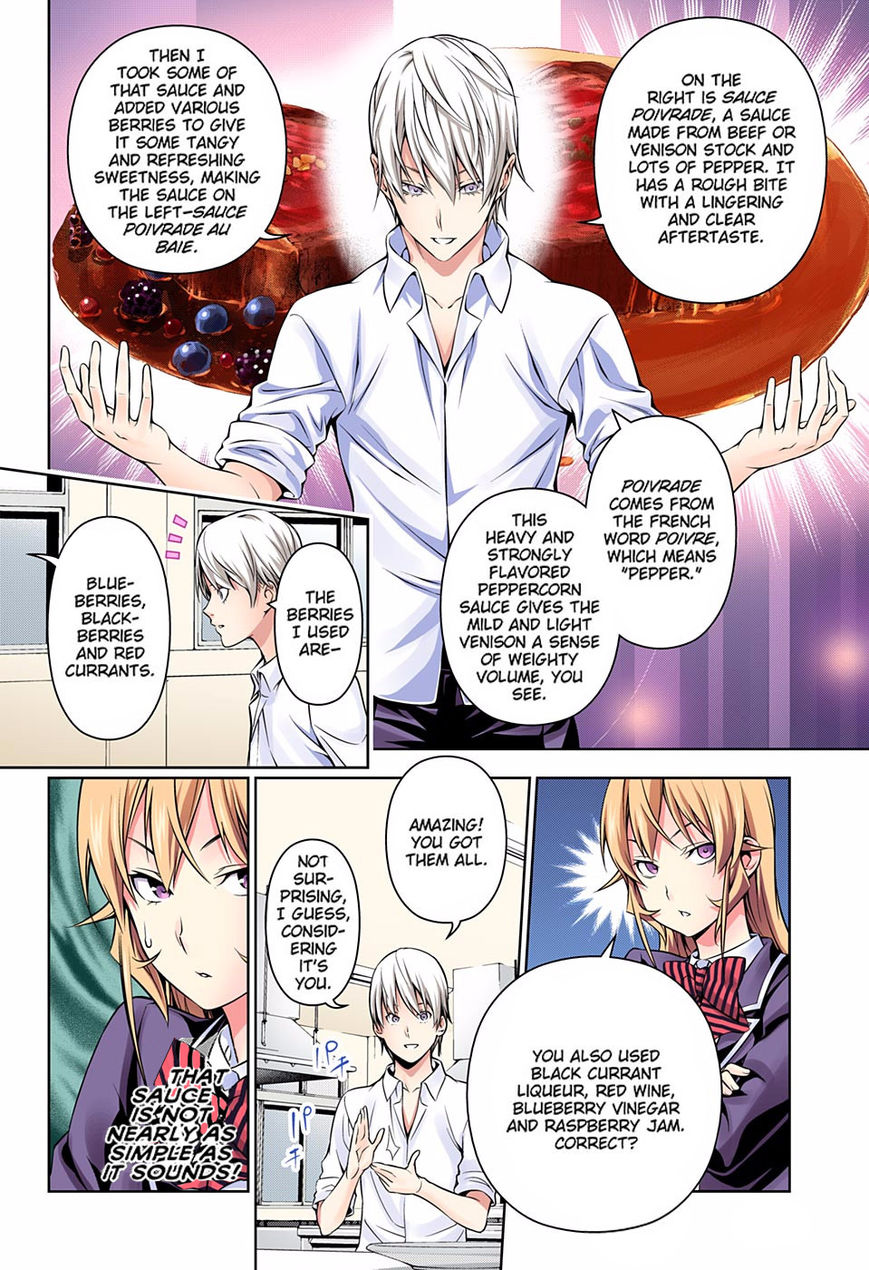 ON THE
RIGHT IS SAUCE
POIVRADE, A SAUCE
MADE FROM BEEF OR
VENISON STOCK AND
LOTS OF PEPPER. IT
HAS A ROUGH BITE
WITH A LINGERING
AND CLEAR
AFTERTASTE.
THEN I
TOOK SOME OF
THAT SAUCE AND
ADDED VARIOUS
BERRIES TO GIVE
IT SOME TANGY
AND REFRESHING
SWEETNESS, MAKING
THE SAUCE ON
THE LEFT–SAUCE
POIVRADE AU
BAIE.
POIVRADE
COMES FROM
THE FRENCH
WORD POIVRE,
WHICH MEANS
"PEPPER."
THIS
HEAVY AND
STRONGLY
FLAVORED
PEPPERCORN
SAUCE GIVES THE
MILD AND LIGHT
VENISON A SENSE
OF WEIGHTY
VOLUME, YOU
SEE.
THE
BERRIES
I USED
ARE–
BLUE-
BERRIES,
BLACK-
BERRIES
AND RED
CURRANTS.
YOU ALSO USED
BLACK CURRANT
LIQUEUR, RED WINE,
BLUEBERRY VINEGAR
AND RASPBERRY JAM.
CORRECT?
AMAZING!
YOU GOT
THEM ALL.
NOT
SUR-
PRISING,
I GUESS,
CONSID-
ERING
IT'S
YOU.
パチ
パチ
THAT
SAUCE
IS NOT
NEARLY AS
SIMPLE AS
IT SOUNDS!